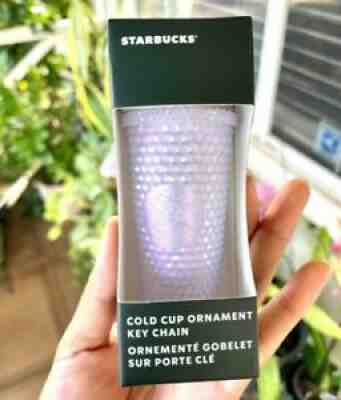 STARBUCKS®
COLD CUP ORNAMENT
KEY CHAIN
ORNEMENTÉ GOBELET
SUR PORTE CLÉ